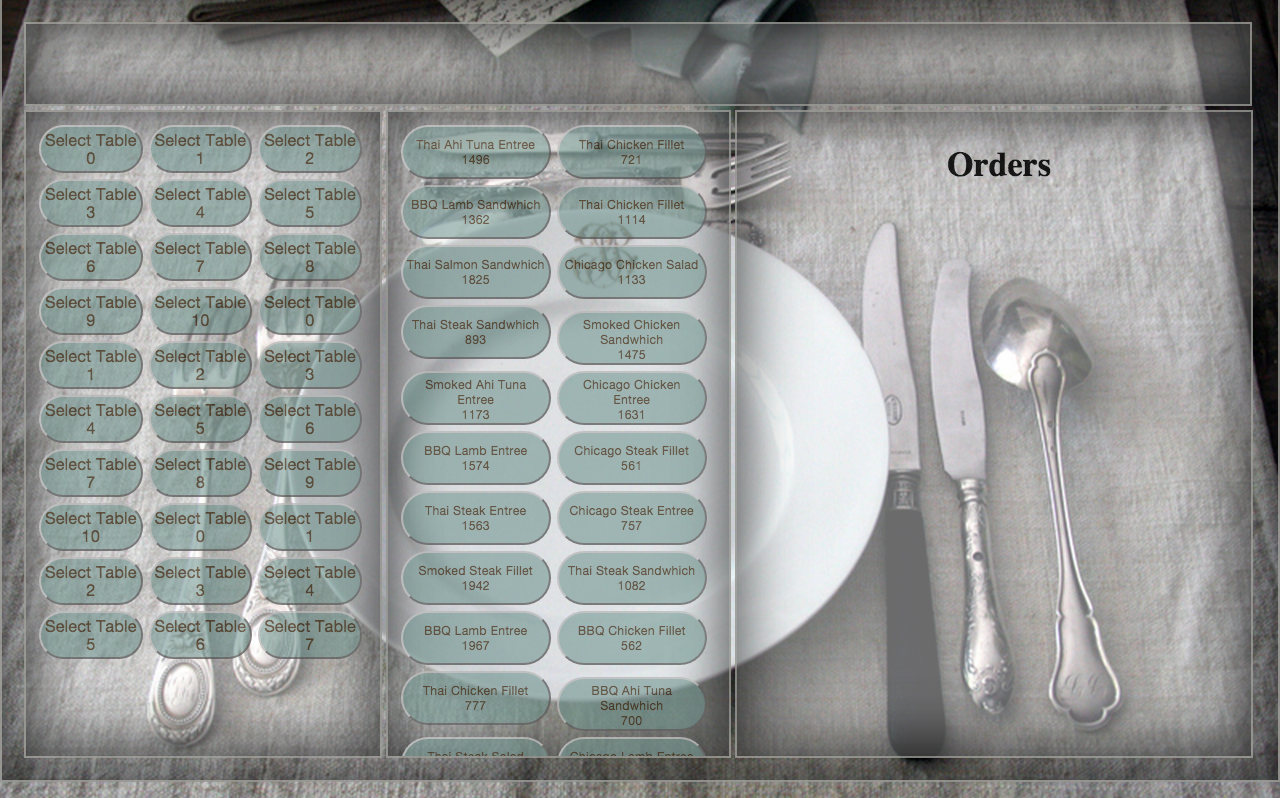 Select Table
0
Select Table
1
Select Table
2
Select Table
3
Select Table
4
Select Table
5
Select Table
6
Select Table
7
Select Table
8
Select Table
9
Select Table
10
Select Table
0
Select Table
1
Select Table
2
Select Table
3
Select Table
4
Select Table
5
Select Table
6
Select Table
7
Select Table
8
Select Table
9
Select Table
10
Select Table
0
Select Table
1
Select Table
2
Select Table
3
Select Table
4
Select Table
5
Select Table
6
Select Table
7
Thai Ahi Tuna Entree
1496
Thai Chicken Fillet
721
BBQ Lamb Sandwhich
1362
Thai Chicken Fillet
1114
Thai Salmon Sandwhich
1825
Chicago Chicken Salad
1133
Thai Steak Sandwhich
893
Smoked Chicken
Sandwhich
1475
Smoked Ahi Tuna
Entree
1173
Chicago Chicken
Entree
1631
BBQ Lamb Entree
1574
Chicago Steak Fillet
561
Thai Steak Entree
1563
Chicago Steak Entree
757
Smoked Steak Fillet
1942
Thai Steak Sandwhich
1082
BBQ Lamb Entree
1967
BBQ Chicken Fillet
562
Thai Chicken Fillet
777
BBQ Ahi Tuna
Sandwhich
700
Thai Steak Salad
Chicago Lamb Entree
Orders